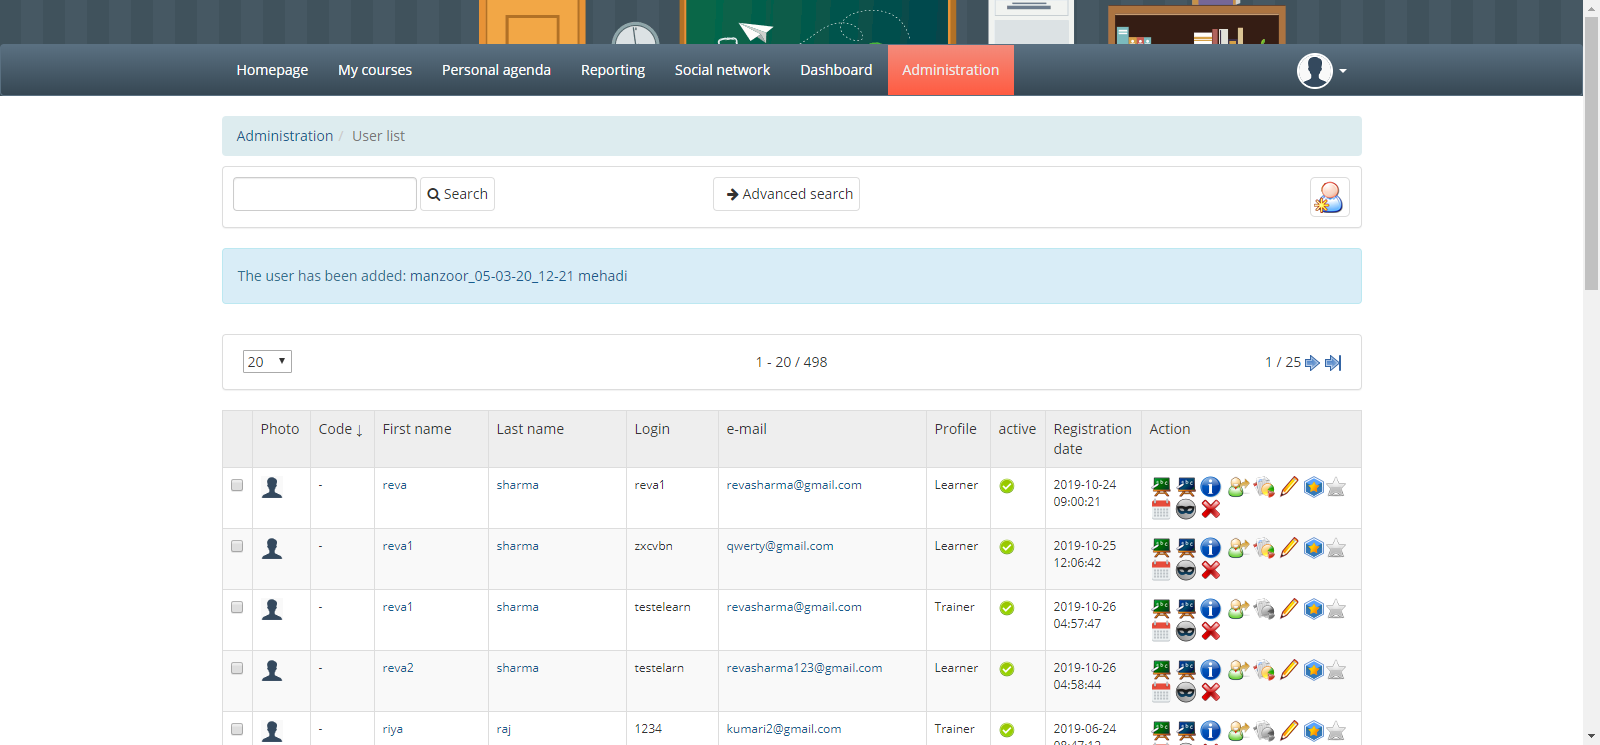 Homepage My courses Personal agenda Reporting Social network Dashboard Administration
Administration / User list
Search Advanced search
The user has been added: manzoor_05-03-20_12-21 mehadi
20 1 - 20 / 498 1 / 25
Photo Code ↓ First name Last name Login e-mail Profile active Registration date Action
- reva sharma reva1 revasharma@gmail.com Learner 2019-10-24 09:00:21
- reva1 sharma zxcvbn qwerty@gmail.com Learner 2019-10-25 12:06:42
- reva1 sharma testelearn revasharma@gmail.com Trainer 2019-10-26 04:57:47
- reva2 sharma testelarn revasharma123@gmail.com Learner 2019-10-26 04:58:44
- riya raj 1234 kumari2@gmail.com Trainer 2019-06-24